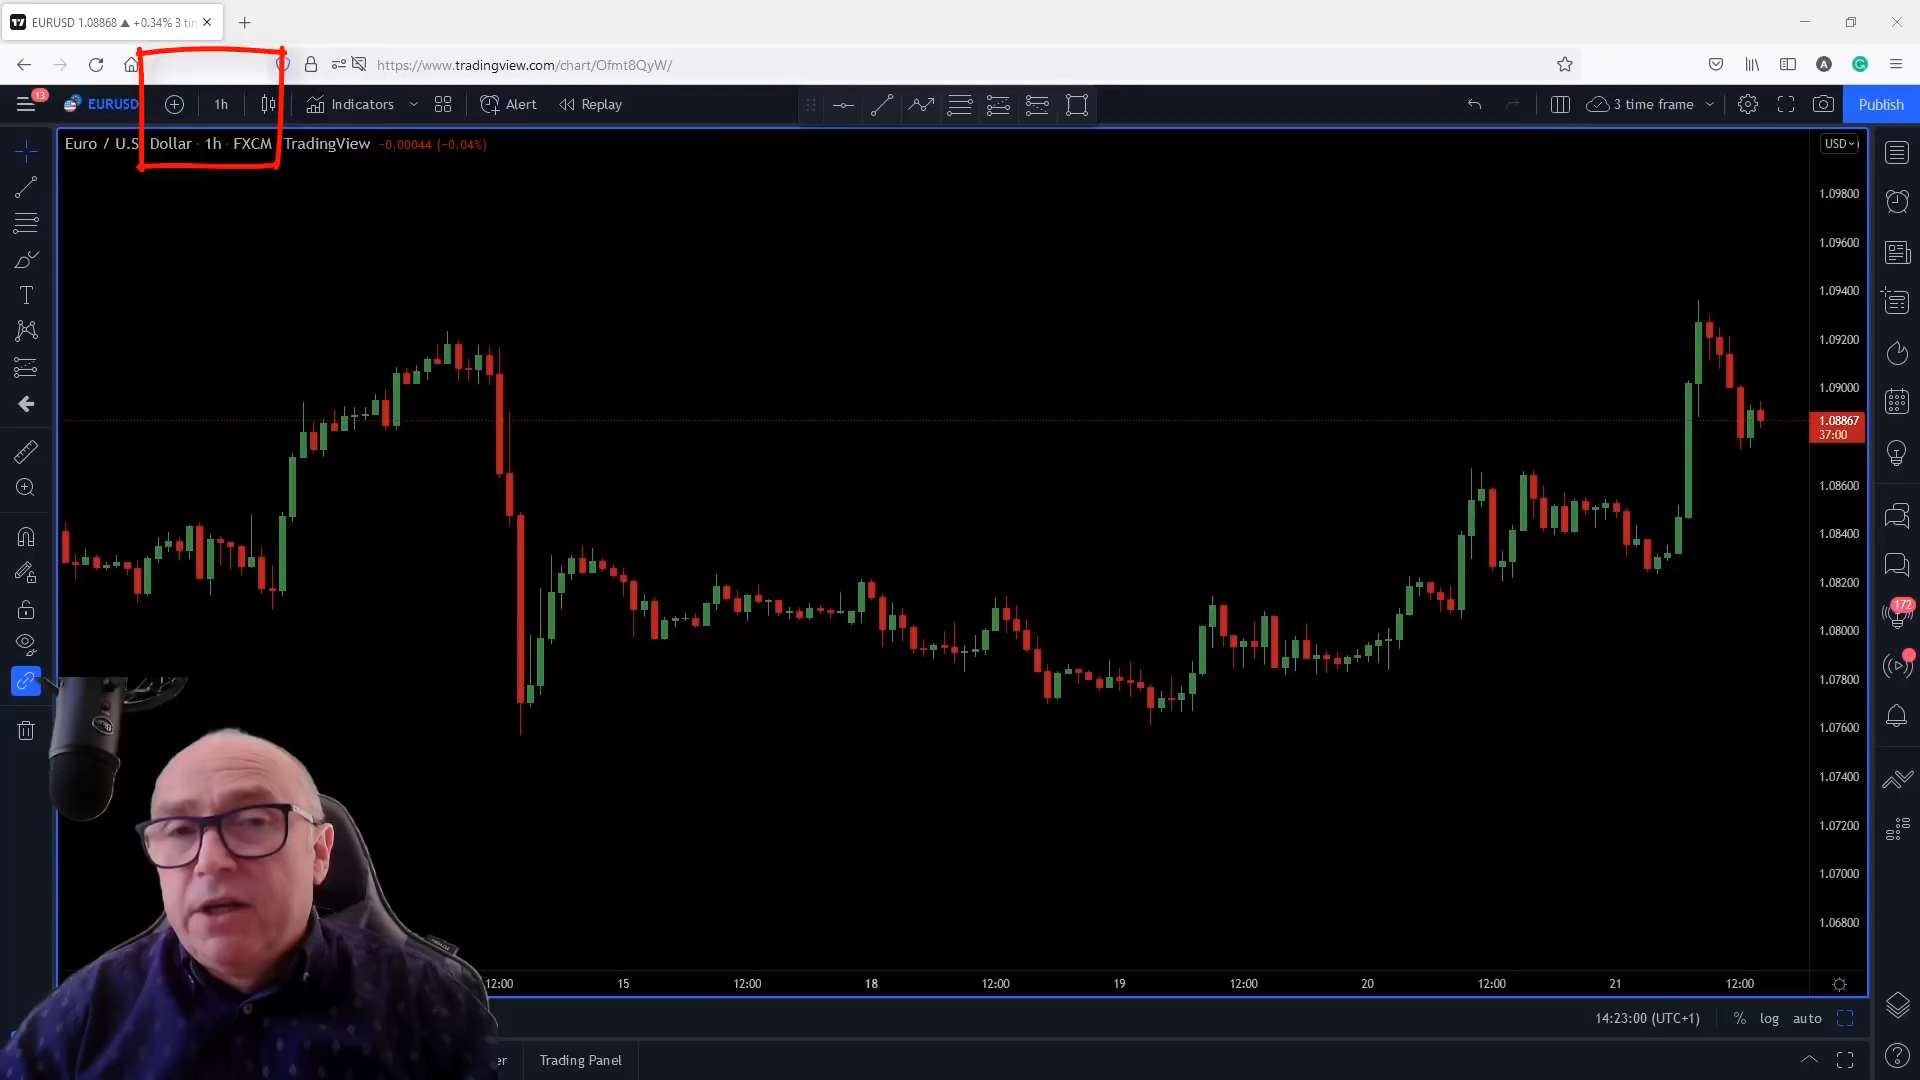 EURUSD 1.08868 ▲ +0.34% 3 tin
https://www.tradingview.com/chart/Ofmt8QyW/
13
EURUSD
1h
Indicators
Alert
Replay
3 time frame
Publish
Euro / U.S. Dollar · 1h · FXCM · TradingView -0.00044 (-0.04%)
USD
1.09800
1.09600
1.09400
1.09200
1.09000
1.08867
37:00
1.08600
1.08400
1.08200
1.08000
1.07800
1.07600
1.07400
1.07200
1.07000
1.06800
172
12:00
15
12:00
18
12:00
19
12:00
20
12:00
21
12:00
14:23:00 (UTC+1)
%
log
auto
er
Trading Panel